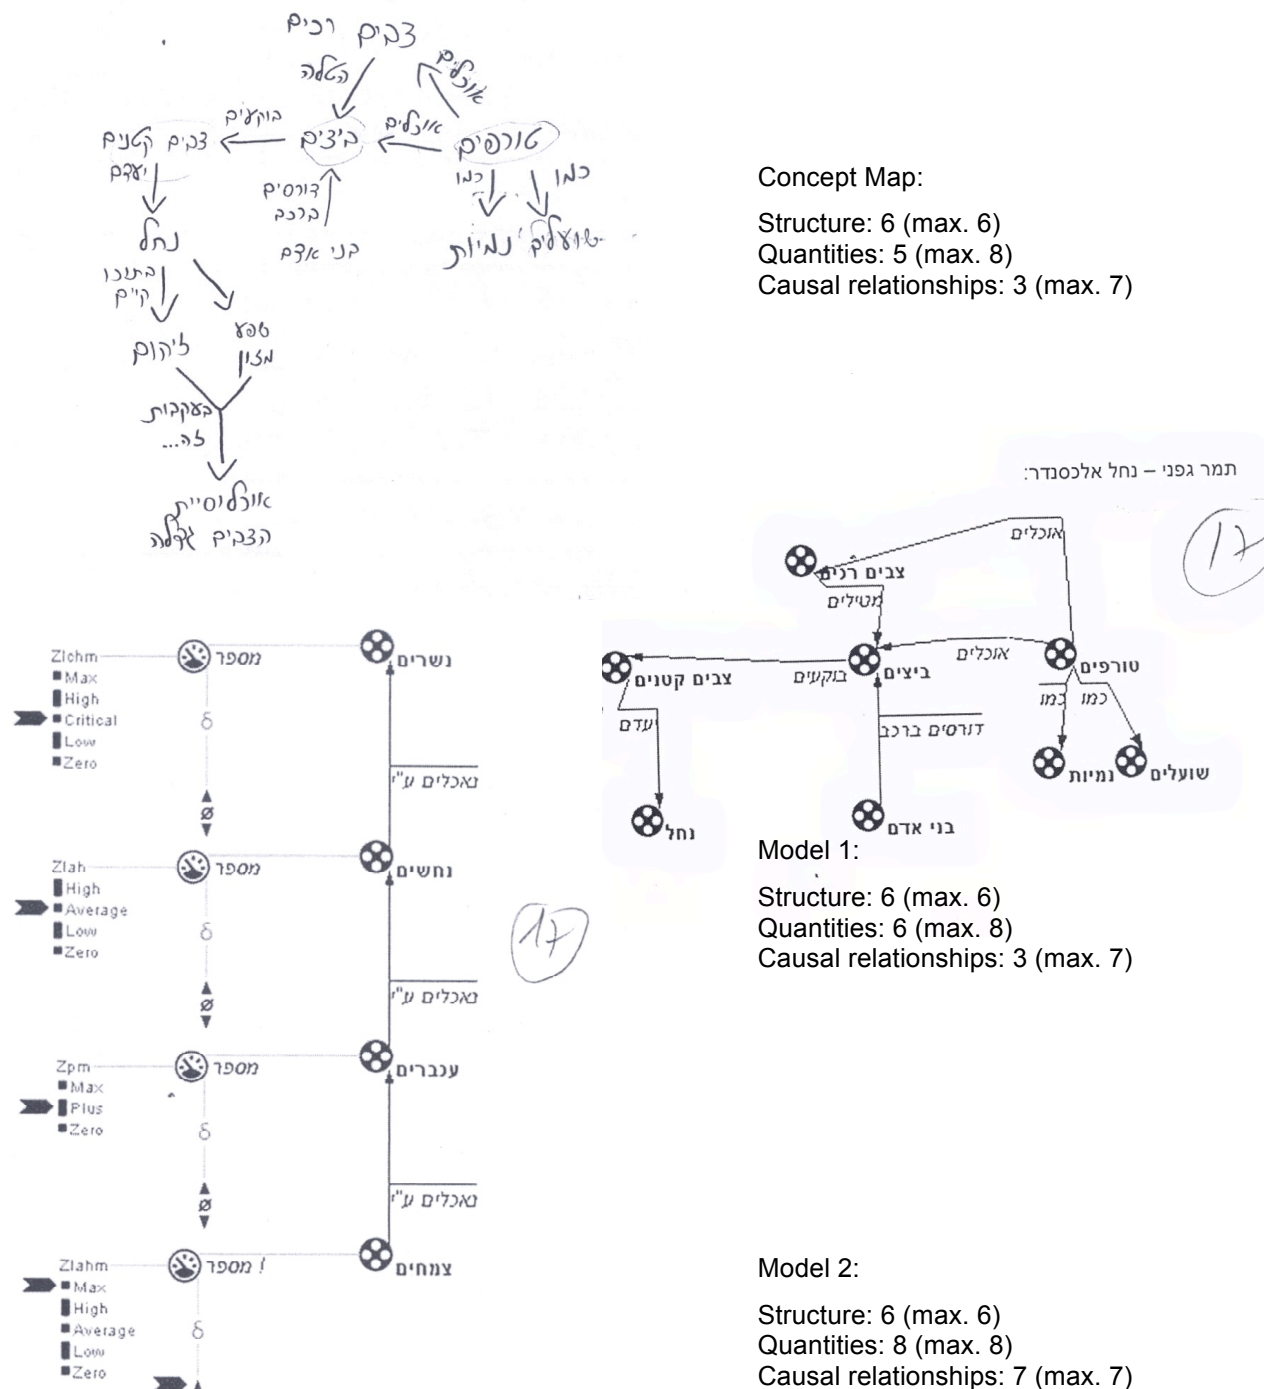 צבים רכים
הטלה
אוכלים
טורפים
אוכלים
ביצים
בוקעים
צבים קטנים
יעדם
כמו
כמו
שועלים
נמיות
דורסים
ברכב
בני אדם
נחל
בתוכו
קיים
שפע
מזון
זיהום
בעקבות
זה...
אוכלוסיית
הצבים גדלה
Concept Map:
Structure: 6 (max. 6)
Quantities: 5 (max. 8)
Causal relationships: 3 (max. 7)
תמר גפני – נחל אלכסנדר:
17
אוכלים
צבים רכים
מטילים
אוכלים
טורפים
ביצים
בוקעים
צבים קטנים
יעדם
כמו
כמו
דורסים ברכב
שועלים
נמיות
בני אדם
נחל
Model 1:
Structure: 6 (max. 6)
Quantities: 6 (max. 8)
Causal relationships: 3 (max. 7)
נשרים
מספר
Zlchm
Max
High
Critical
Low
Zero
δ
ø
נאכלים ע"י
נחשים
מספר
Zlah
High
Average
Low
Zero
δ
ø
17
נאכלים ע"י
עכברים
מספר
Zpm
Max
Plus
Zero
δ
ø
נאכלים ע"י
צמחים
מספר !
Zlahm
Max
High
Average
Low
Zero
δ
Model 2:
Structure: 6 (max. 6)
Quantities: 8 (max. 8)
Causal relationships: 7 (max. 7)